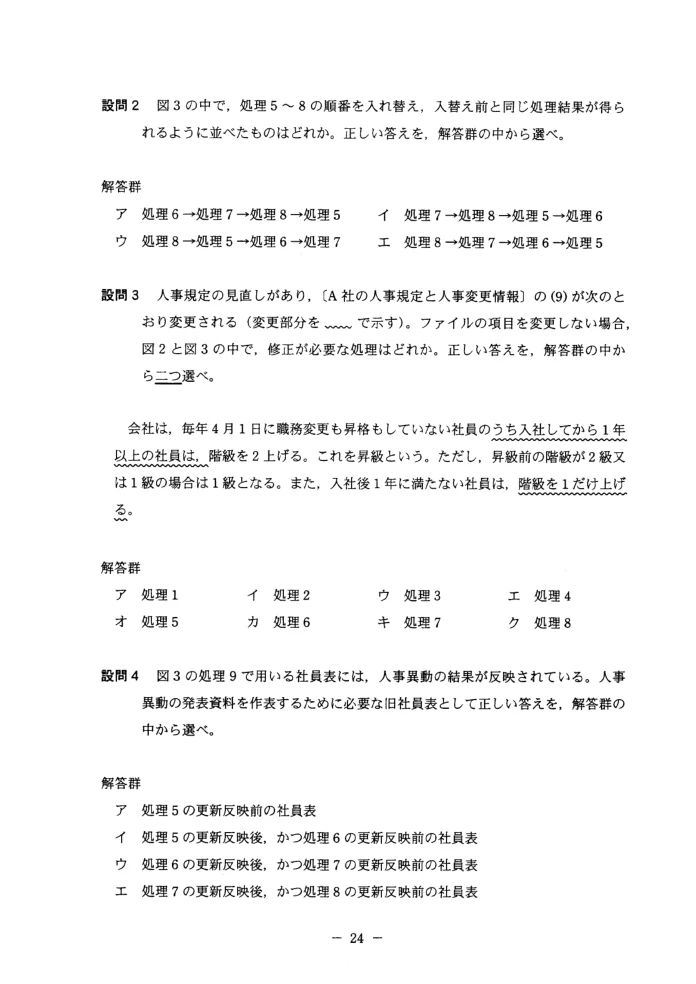 設問2　図3の中で，処理5～8の順番を入れ替え，入替え前と同じ処理結果が得ら
れるように並べたものはどれか。正しい答えを，解答群の中から選べ。
解答群
ア　処理6→処理7→処理8→処理5　　イ　処理7→処理8→処理5→処理6
ウ　処理8→処理5→処理6→処理7　　エ　処理8→処理7→処理6→処理5
設問3　人事規定の見直しがあり，〔A社の人事規定と人事変更情報〕の(9)が次のと
おり変更される（変更部分を﹏﹏で示す）。ファイルの項目を変更しない場合，
図2と図3の中で，修正が必要な処理はどれか。正しい答えを，解答群の中か
ら二つ選べ。
会社は，毎年4月1日に職務変更も昇格もしていない社員のうち入社してから1年
以上の社員は，階級を2上げる。これを昇級という。ただし，昇級前の階級が2級又
は1級の場合は1級となる。また，入社後1年に満たない社員は，階級を1だけ上げ
る。
解答群
ア　処理1　　イ　処理2　　ウ　処理3　　エ　処理4
オ　処理5　　カ　処理6　　キ　処理7　　ク　処理8
設問4　図3の処理9で用いる社員表には，人事異動の結果が反映されている。人事
異動の発表資料を作表するために必要な旧社員表として正しい答えを，解答群の
中から選べ。
解答群
ア　処理5の更新反映前の社員表
イ　処理5の更新反映後，かつ処理6の更新反映前の社員表
ウ　処理6の更新反映後，かつ処理7の更新反映前の社員表
エ　処理7の更新反映後，かつ処理8の更新反映前の社員表
－ 24 －